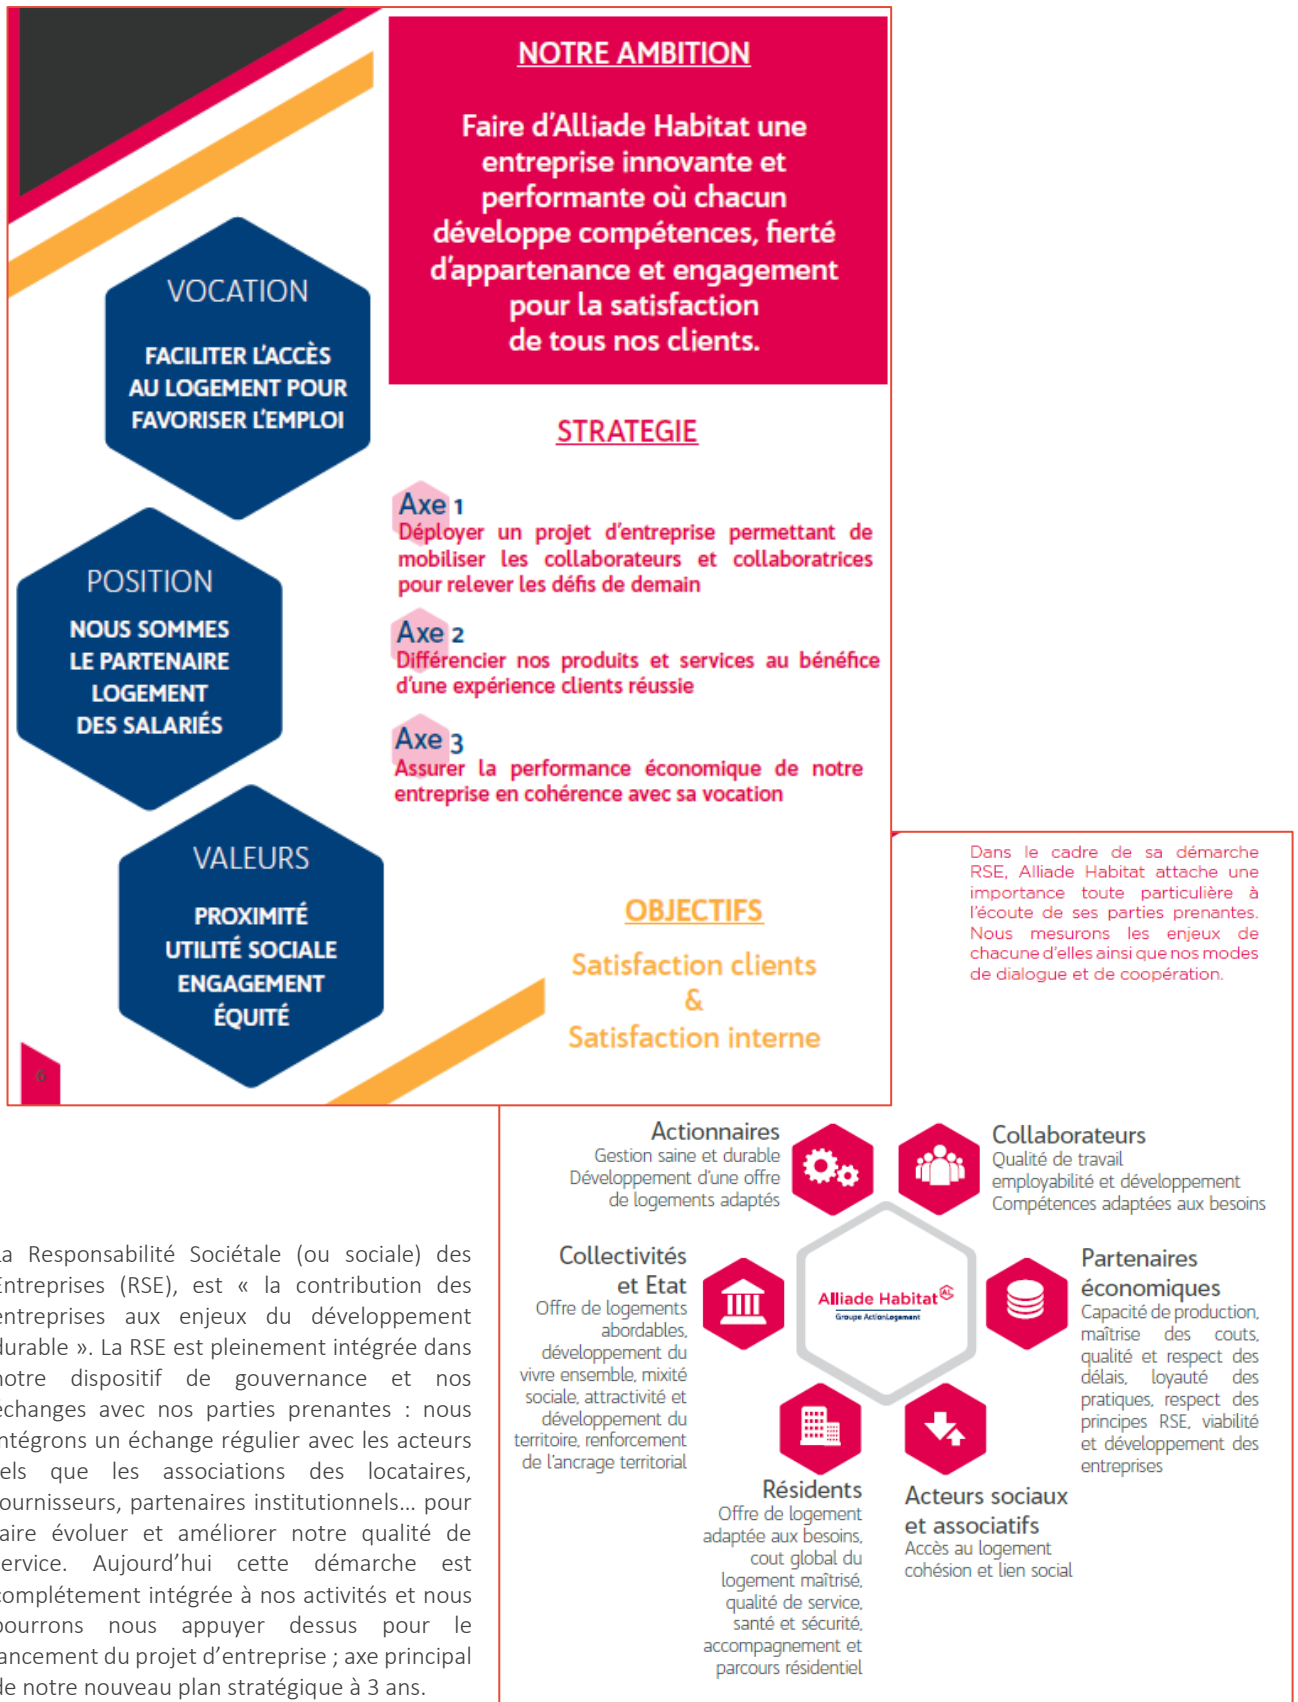 NOTRE AMBITION
Faire d'Alliade Habitat une
entreprise innovante et
performante où chacun
développe compétences, fierté
d'appartenance et engagement
pour la satisfaction
de tous nos clients.
VOCATION
FACILITER L'ACCÈS
AU LOGEMENT POUR
FAVORISER L'EMPLOI
POSITION
NOUS SOMMES
LE PARTENAIRE
LOGEMENT
DES SALARIÉS
VALEURS
PROXIMITÉ
UTILITÉ SOCIALE
ENGAGEMENT
ÉQUITÉ
STRATEGIE
Axe 1
Déployer un projet d'entreprise permettant de
mobiliser les collaborateurs et collaboratrices
pour relever les défis de demain
Axe 2
Différencier nos produits et services au bénéfice
d'une expérience clients réussie
Axe 3
Assurer la performance économique de notre
entreprise en cohérence avec sa vocation
OBJECTIFS
Satisfaction clients
&
Satisfaction interne
6
Dans le cadre de sa démarche
RSE, Alliade Habitat attache une
importance toute particulière à
l'écoute de ses parties prenantes.
Nous mesurons les enjeux de
chacune d'elles ainsi que nos modes
de dialogue et de coopération.
La Responsabilité Sociétale (ou sociale) des
Entreprises (RSE), est « la contribution des
entreprises aux enjeux du développement
durable ». La RSE est pleinement intégrée dans
notre dispositif de gouvernance et nos
échanges avec nos parties prenantes : nous
intégrons un échange régulier avec les acteurs
tels que les associations des locataires,
fournisseurs, partenaires institutionnels... pour
faire évoluer et améliorer notre qualité de
service. Aujourd'hui cette démarche est
complétement intégrée à nos activités et nous
pourrons nous appuyer dessus pour le
lancement du projet d'entreprise ; axe principal
de notre nouveau plan stratégique à 3 ans.
Actionnaires
Gestion saine et durable
Développement d'une offre
de logements adaptés
Collaborateurs
Qualité de travail
employabilité et développement
Compétences adaptées aux besoins
Collectivités
et Etat
Offre de logements
abordables,
développement du
vivre ensemble, mixité
sociale, attractivité et
développement du
territoire, renforcement
de l'ancrage territorial
Alliade Habitat AL
Groupe ActionLogement
Partenaires
économiques
Capacité de production,
maîtrise des couts,
qualité et respect des
délais, loyauté des
pratiques, respect des
principes RSE, viabilité
et développement des
entreprises
Résidents
Offre de logement
adaptée aux besoins,
cout global du
logement maîtrisé,
qualité de service,
santé et sécurité,
accompagnement et
parcours résidentiel
Acteurs sociaux
et associatifs
Accès au logement
cohésion et lien social